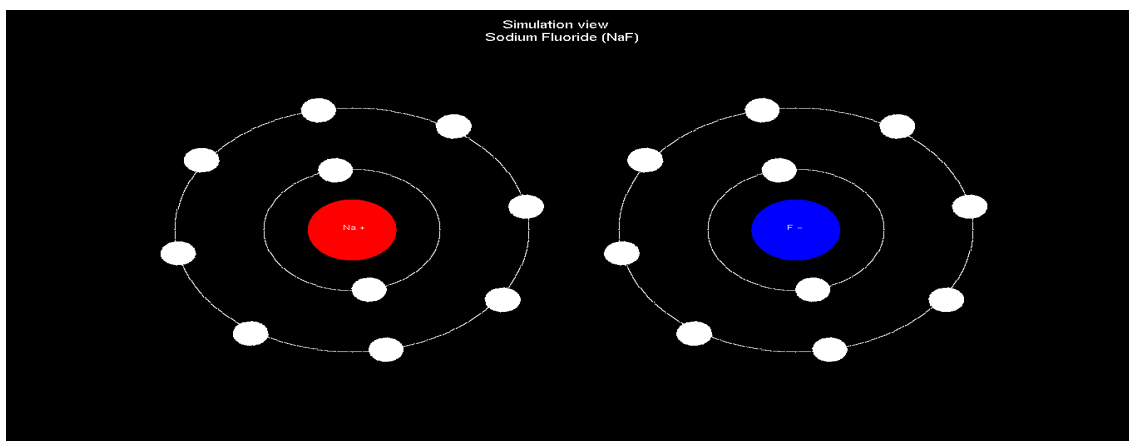 Simulation view
Sodium Fluoride (NaF)
Na +
F -